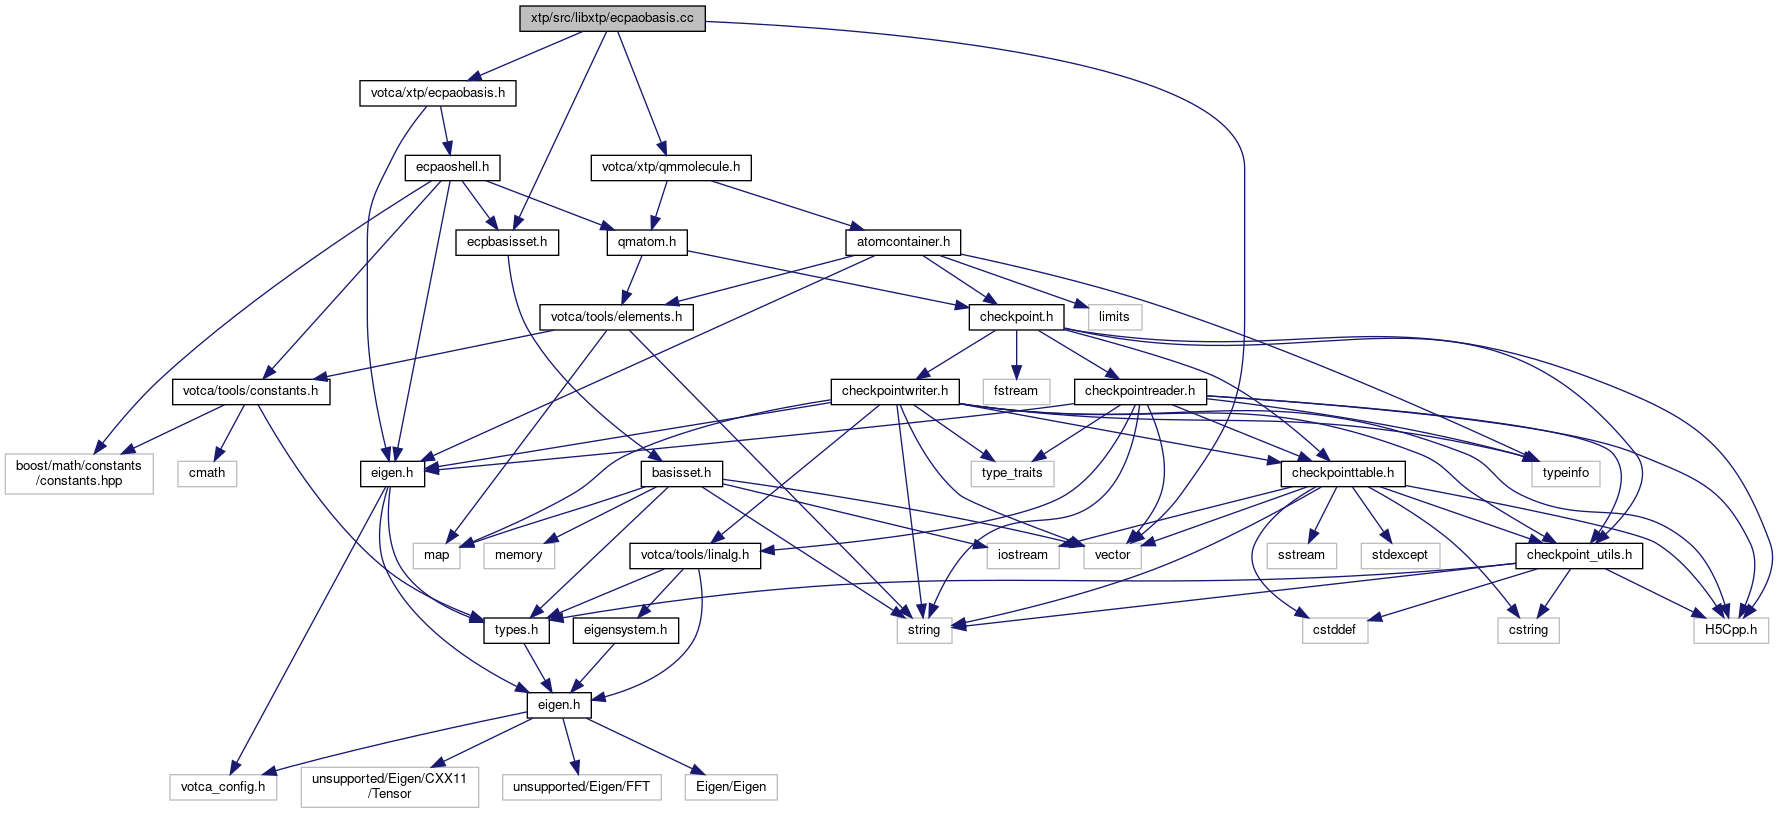 xtp/src/libxtp/ecpaobasis.cc
votca/xtp/ecpaobasis.h
ecpaoshell.h
votca/xtp/qmmolecule.h
ecpbasisset.h
qmatom.h
atomcontainer.h
votca/tools/elements.h
checkpoint.h
limits
votca/tools/constants.h
checkpointwriter.h
fstream
checkpointreader.h
boost/math/constants
/constants.hpp
cmath
eigen.h
basisset.h
type_traits
checkpointtable.h
typeinfo
map
memory
votca/tools/linalg.h
iostream
vector
sstream
stdexcept
checkpoint_utils.h
types.h
eigensystem.h
string
cstddef
cstring
H5Cpp.h
eigen.h
votca_config.h
unsupported/Eigen/CXX11
/Tensor
unsupported/Eigen/FFT
Eigen/Eigen